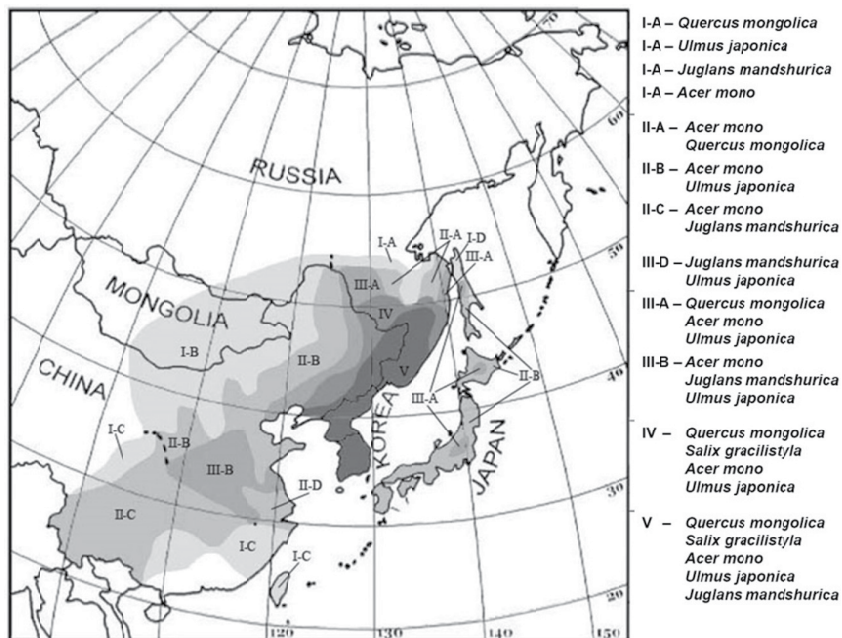 I-A – Quercus mongolica
I-A – Ulmus japonica
I-A – Juglans mandshurica
I-A – Acer mono
II-A – Acer mono
Quercus mongolica
II-B – Acer mono
Ulmus japonica
II-C – Acer mono
Juglans mandshurica
III-D – Juglans mandshurica
Ulmus japonica
III-A – Quercus mongolica
Acer mono
Ulmus japonica
III-B – Acer mono
Juglans mandshurica
Ulmus japonica
IV – Quercus mongolica
Salix gracilistyla
Acer mono
Ulmus japonica
V – Quercus mongolica
Salix gracilistyla
Acer mono
Ulmus japonica
Juglans mandshurica
70
60
RUSSIA
50
I-A
II-A
I-D
III-A
III-A
MONGOLIA
IV
I-B
II-B
V
CHINA
II-B
40
III-A
KOREA
JAPAN
I-C
II-B
III-B
II-D
30
II-C
I-C
I-C
20
120
130
140
150